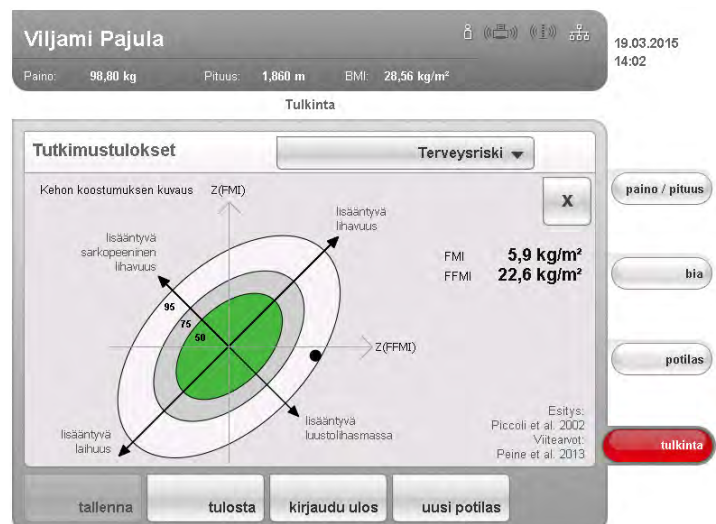 Viljami Pajula
Paino: 98,80 kg Pituus: 1,860 m BMI: 28,56 kg/m²
19.03.2015
14:02
Tulkinta
Tutkimustulokset
Terveysriski
Kehon koostumuksen kuvaus
Z(FMI)
X
lisääntyvä
sarkopeeninen
lihavuus
lisääntyvä
lihavuus
FMI 5,9 kg/m²
FFMI 22,6 kg/m²
95
75
50
Z(FFMI)
lisääntyvä
laihuus
lisääntyvä
luustolihasmassa
Esitys:
Piccoli et al. 2002
Viitearvot:
Peine et al. 2013
paino / pituus
bia
potilas
tulkinta
tallenna
tulosta
kirjaudu ulos
uusi potilas